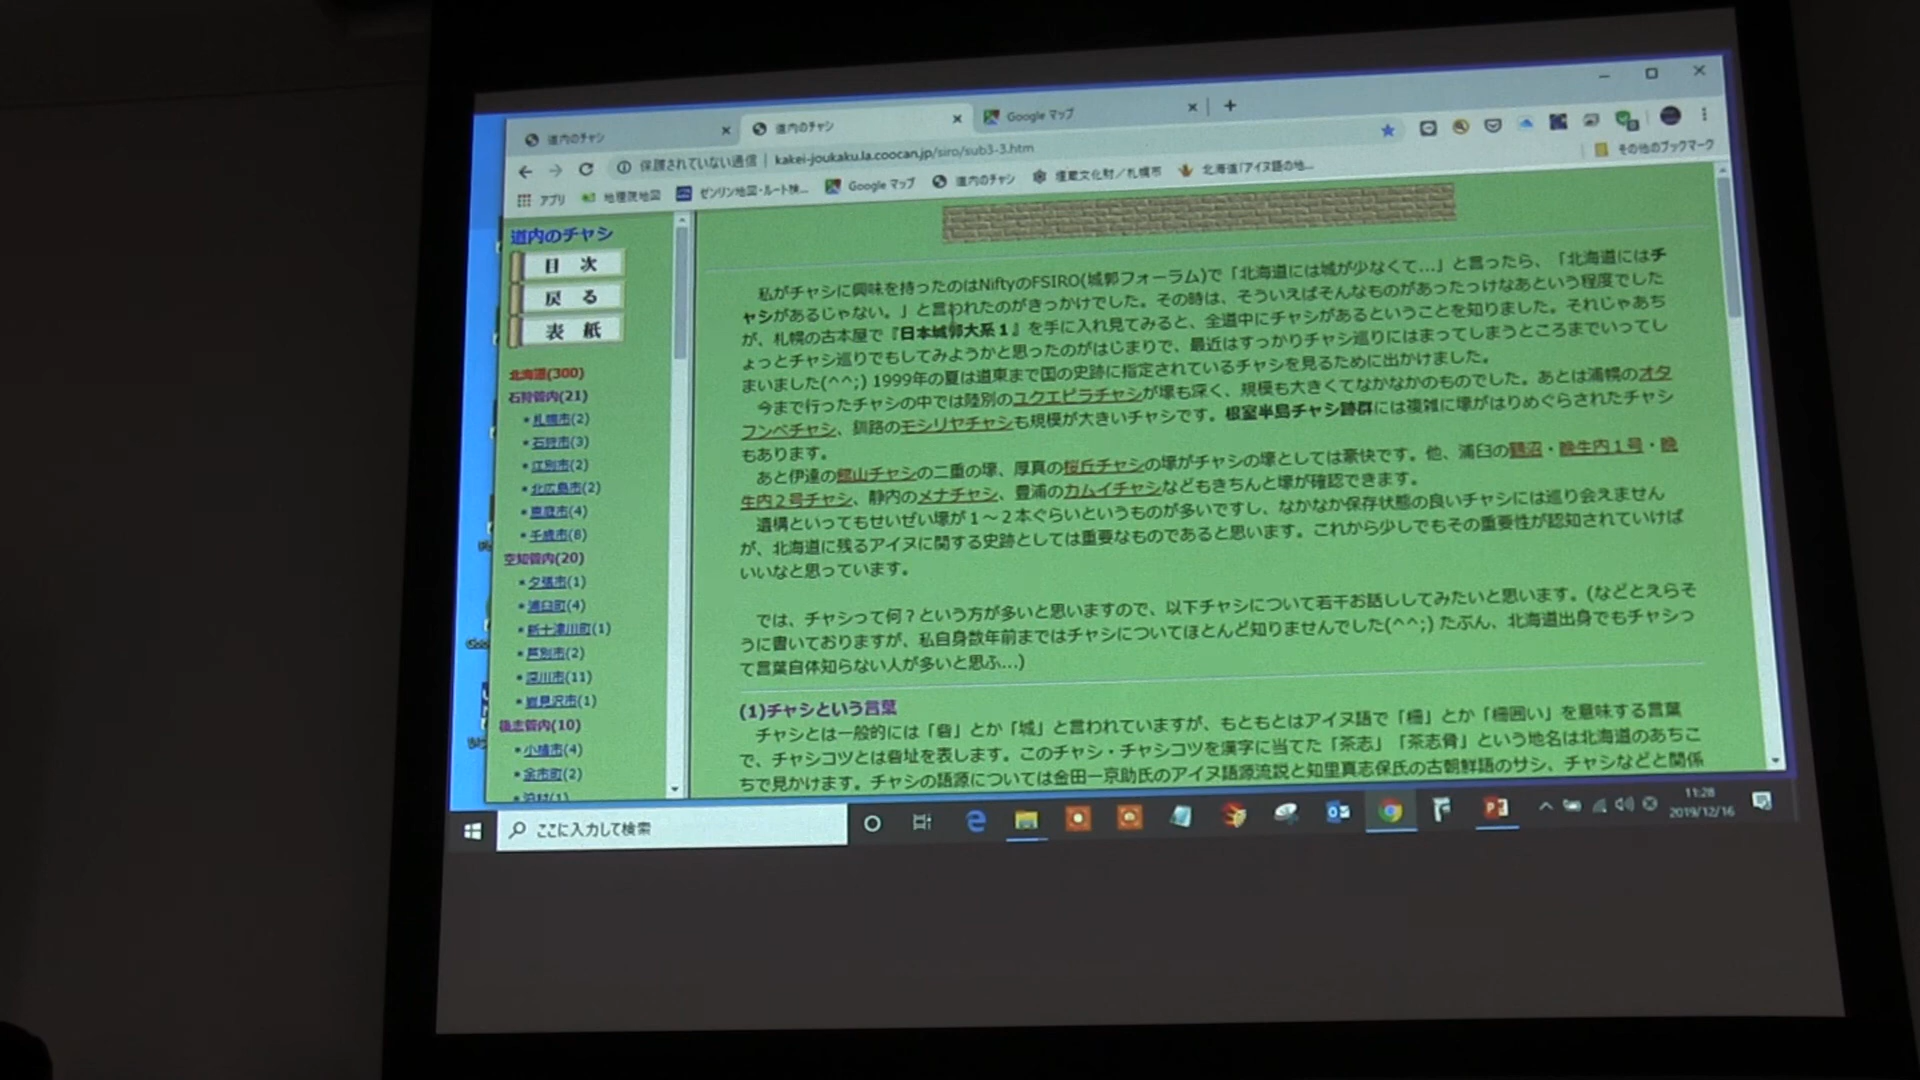 道内のチャシ
道内のチャシ
Google マップ
保護されていない通信 | kakei-joukaku.la.coocan.jp/siro/sub3-3.htm
アプリ 地理院地図 ゼンリン地図・ルート検... Google マップ 道内のチャシ 埋蔵文化財／札幌市 北海道「アイヌ語の地... その他のブックマーク
道内のチャシ
目 次
戻 る
表 紙
北海道(300)
石狩管内(21)
札幌市(2)
石狩市(3)
江別市(2)
北広島市(2)
恵庭市(4)
千歳市(8)
空知管内(20)
夕張市(1)
浦臼町(4)
新十津川町(1)
芦別市(2)
深川市(11)
岩見沢市(1)
後志管内(10)
小樽市(4)
余市町(2)
泊村(1)
私がチャシに興味を持ったのはNiftyのFSIRO(城郭フォーラム)で「北海道には城が少なくて...」と言ったら、「北海道にはチ
ャシがあるじゃない。」と言われたのがきっかけでした。その時は、そういえばそんなものがあったっけなあという程度でした
が、札幌の古本屋で『日本城郭大系１』を手に入れ見てみると、全道中にチャシがあるということを知りました。それじゃあち
ょっとチャシ巡りでもしてみようかと思ったのがはじまりで、最近はすっかりチャシ巡りにはまってしまうところまでいってし
まいました(^^;) 1999年の夏は道東まで国の史跡に指定されているチャシを見るために出かけました。
今まで行ったチャシの中では陸別のユクエピラチャシが壕も深く、規模も大きくてなかなかのものでした。あとは浦幌のオタ
フンベチャシ、釧路のモシリヤチャシも規模が大きいチャシです。根室半島チャシ跡群には複雑に壕がはりめぐらされたチャシ
もあります。
あと伊達の館山チャシの二重の壕、厚真の桜丘チャシの壕がチャシの壕としては豪快です。他、浦臼の鶴沼・晩生内１号・晩
生内２号チャシ、静内のメナチャシ、豊浦のカムイチャシなどもきちんと壕が確認できます。
遺構といってもせいぜい壕が１～２本ぐらいというものが多いですし、なかなか保存状態の良いチャシには巡り会えません
が、北海道に残るアイヌに関する史跡としては重要なものであると思います。これから少しでもその重要性が認知されていけば
いいなと思っています。
では、チャシって何？という方が多いと思いますので、以下チャシについて若干お話ししてみたいと思います。(などとえらそ
うに書いておりますが、私自身数年前まではチャシについてほとんど知りませんでした(^^;) たぶん、北海道出身でもチャシっ
て言葉自体知らない人が多いと思ふ...)
(1)チャシという言葉
チャシとは一般的には「砦」とか「城」と言われていますが、もともとはアイヌ語で「柵」とか「柵囲い」を意味する言葉
で、チャシコツとは砦址を表します。このチャシ・チャシコツを漢字に当てた「茶志」「茶志骨」という地名は北海道のあちこ
ちで見かけます。チャシの語源については金田一京助氏のアイヌ語源流説と知里真志保氏の古朝鮮語のサシ、チャシなどと関係
ここに入力して検索
11:28
2019/12/16